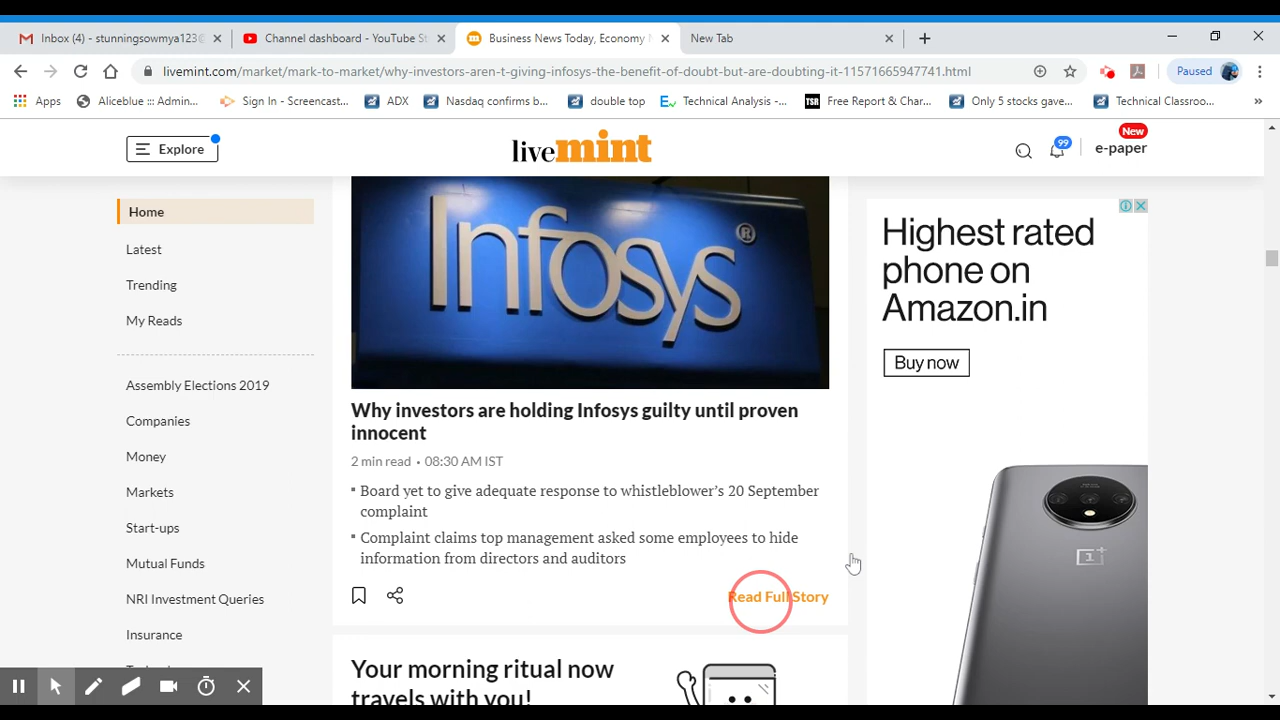 Inbox (4) - stunningsowmya123@
Channel dashboard - YouTube St
Business News Today, Economy N
New Tab
livemint.com/market/mark-to-market/why-investors-aren-t-giving-infosys-the-benefit-of-doubt-but-are-doubting-it-11571665947741.html
Paused
Apps
Aliceblue ::: Admin...
Sign In - Screencast...
ADX
Nasdaq confirms b...
double top
Technical Analysis -...
TSR
Free Report & Char...
Only 5 stocks gave...
Technical Classroo...
»
Explore
livemint
99
New
e-paper
Home
Latest
Trending
My Reads
Assembly Elections 2019
Companies
Money
Markets
Start-ups
Mutual Funds
NRI Investment Queries
Insurance
Infosys®
Why investors are holding Infosys guilty until proven
innocent
2 min read • 08:30 AM IST
Board yet to give adequate response to whistleblower's 20 September
complaint
Complaint claims top management asked some employees to hide
information from directors and auditors
Read Full Story
Your morning ritual now
travels with you!
Highest rated
phone on
Amazon.in
Buy now
1+